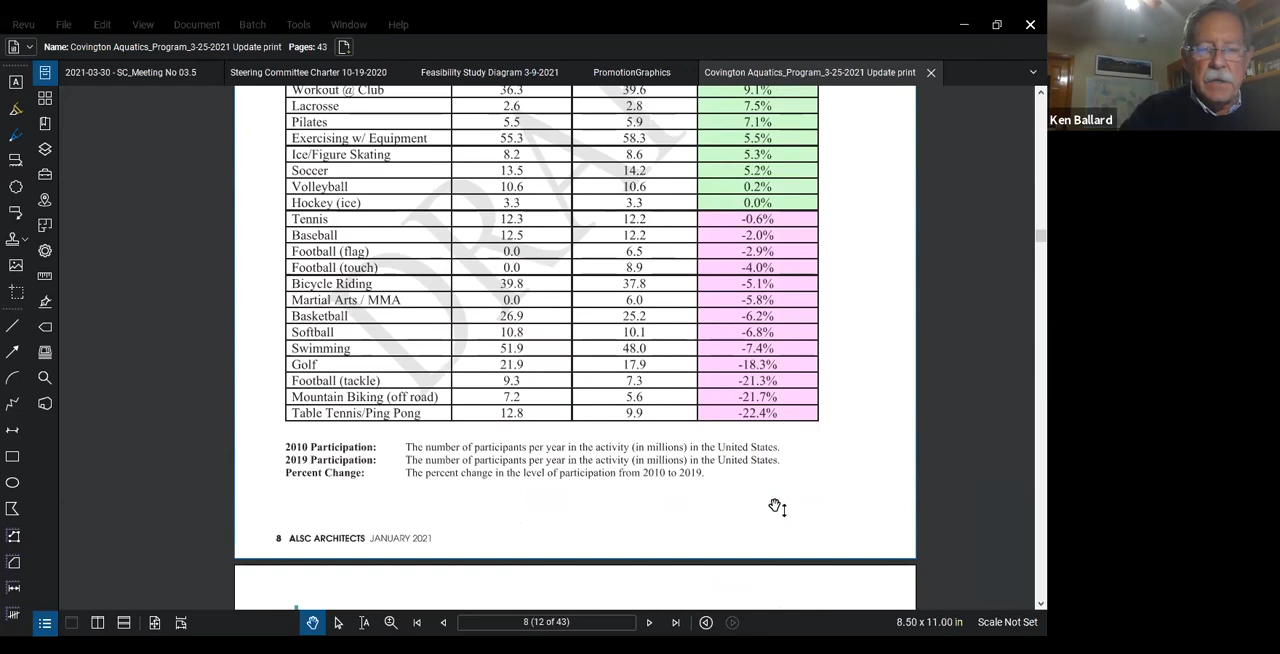 Revu File Edit View Document Batch Tools Window Help
Name: Covington Aquatics_Program_3-25-2021 Update print Pages: 43
2021-03-30 - SC_Meeting No 03.5 Steering Committee Charter 10-19-2020 Feasibility Study Diagram 3-9-2021 PromotionGraphics Covington Aquatics_Program_3-25-2021 Update print
Ken Ballard
Workout @ Club 36.3 39.6 9.1%
Lacrosse 2.6 2.8 7.5%
Pilates 5.5 5.9 7.1%
Exercising w/ Equipment 55.3 58.3 5.5%
Ice/Figure Skating 8.2 8.6 5.3%
Soccer 13.5 14.2 5.2%
Volleyball 10.6 10.6 0.2%
Hockey (ice) 3.3 3.3 0.0%
Tennis 12.3 12.2 -0.6%
Baseball 12.5 12.2 -2.0%
Football (flag) 0.0 6.5 -2.9%
Football (touch) 0.0 8.9 -4.0%
Bicycle Riding 39.8 37.8 -5.1%
Martial Arts / MMA 0.0 6.0 -5.8%
Basketball 26.9 25.2 -6.2%
Softball 10.8 10.1 -6.8%
Swimming 51.9 48.0 -7.4%
Golf 21.9 17.9 -18.3%
Football (tackle) 9.3 7.3 -21.3%
Mountain Biking (off road) 7.2 5.6 -21.7%
Table Tennis/Ping Pong 12.8 9.9 -22.4%
DRAF
2010 Participation: The number of participants per year in the activity (in millions) in the United States.
2019 Participation: The number of participants per year in the activity (in millions) in the United States.
Percent Change: The percent change in the level of participation from 2010 to 2019.
8 ALSC ARCHITECTS JANUARY 2021
8 (12 of 43) 8.50 x 11.00 in Scale Not Set